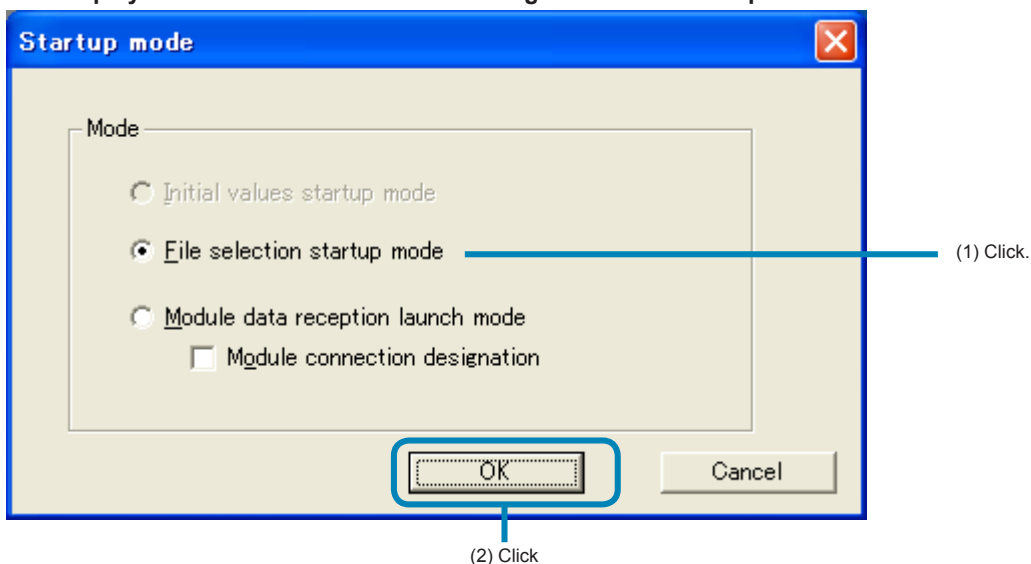 Startup mode
Mode
Initial values startup mode
File selection startup mode
(1) Click.
Module data reception launch mode
Module connection designation
OK
Cancel
(2) Click